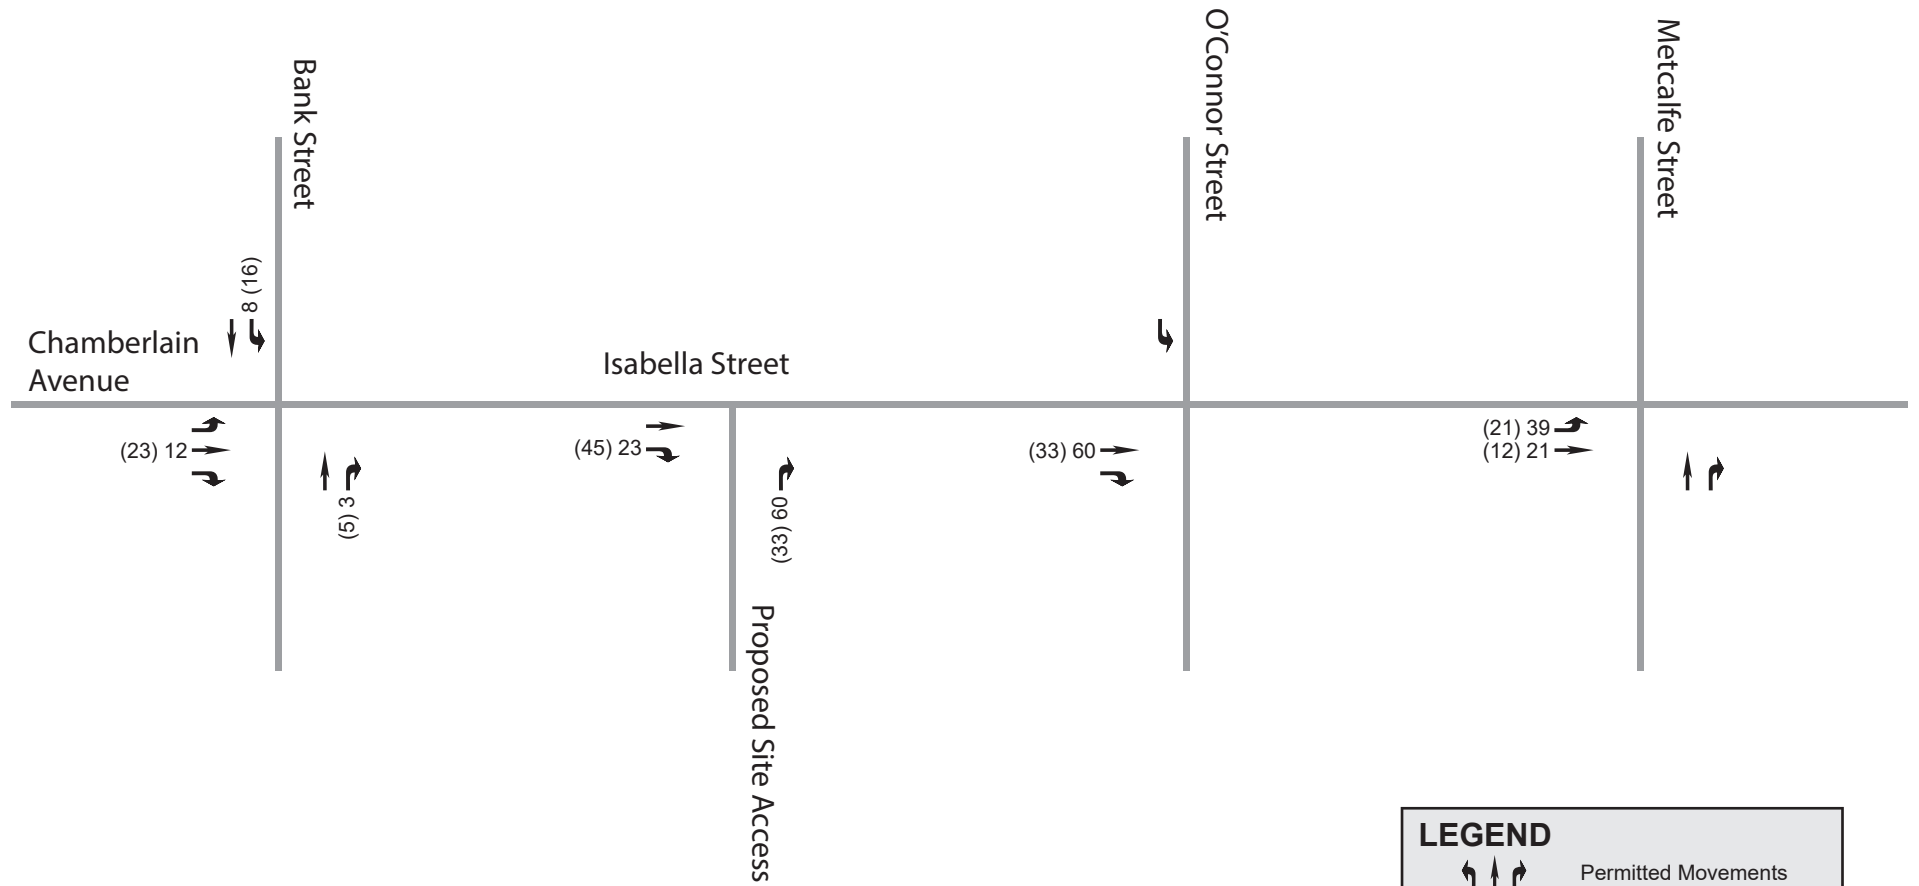 Bank Street
O'Connor Street
Metcalfe Street
8 (16)
Chamberlain
Avenue
Isabella Street
(23) 12
(5) 3
(45) 23
(33) 60
(33) 60
(21) 39
(12) 21
Proposed Site Access
LEGEND
Permitted Movements